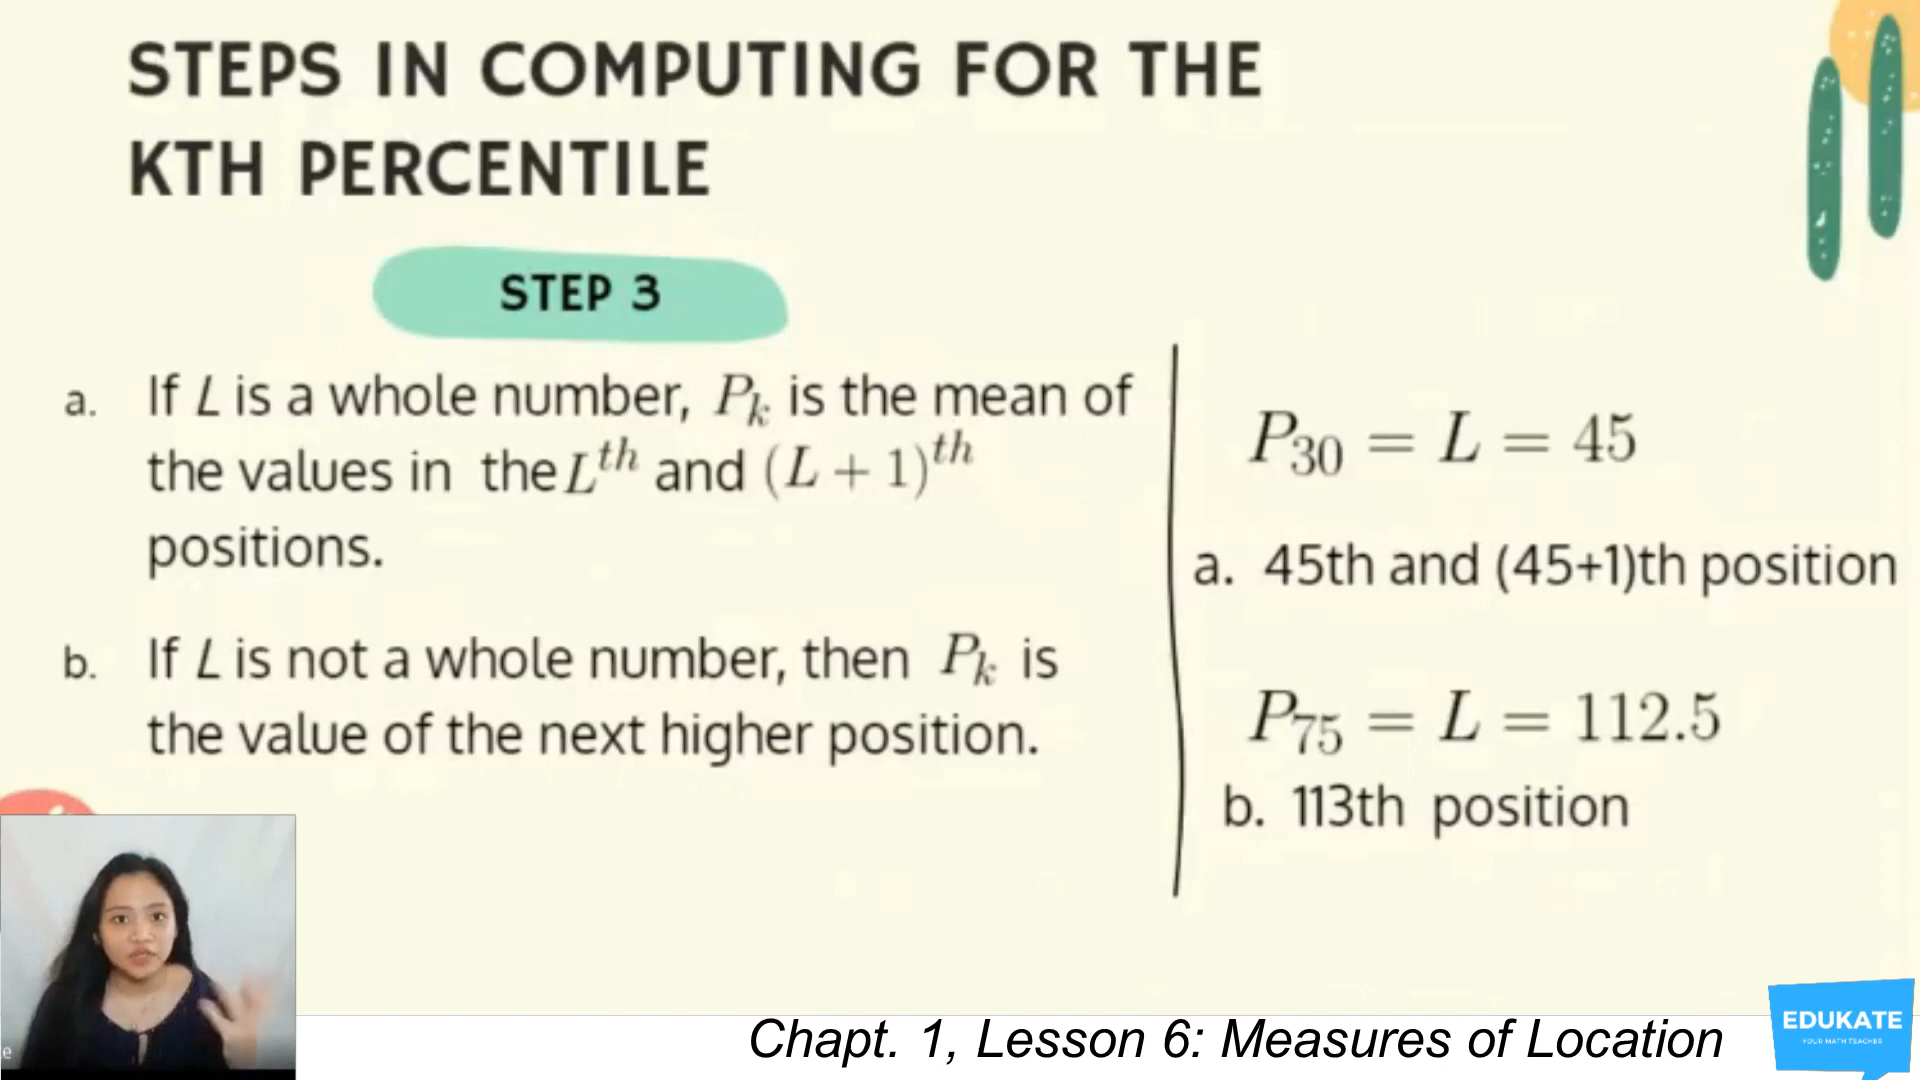 STEPS IN COMPUTING FOR THE
KTH PERCENTILE
STEP 3
a. If L is a whole number, Pₖ is the mean of
the values in the Lᵗʰ and (L + 1)ᵗʰ
positions.
b. If L is not a whole number, then Pₖ is
the value of the next higher position.
P₃₀ = L = 45
a. 45th and (45+1)th position
P₇₅ = L = 112.5
b. 113th position
Chapt. 1, Lesson 6: Measures of Location
EDUKATE
YOUR MATH TEACHER